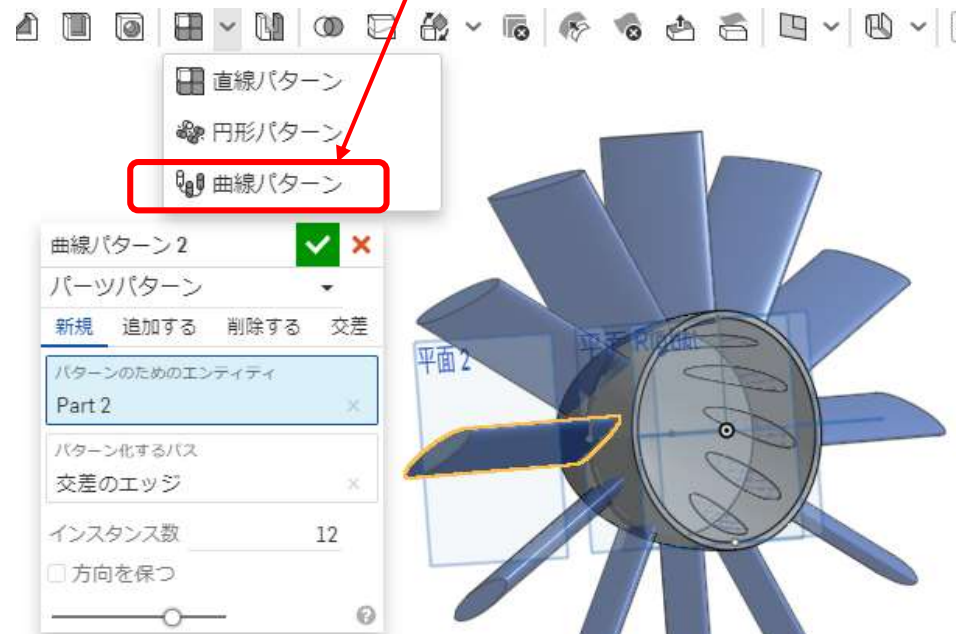 直線パターン
円形パターン
曲線パターン
曲線パターン 2
パーツパターン
新規 追加する 削除する 交差
パターンのためのエンティティ
Part 2
パターン化するパス
交差のエッジ
インスタンス数 12
方向を保つ
平面 2
Right